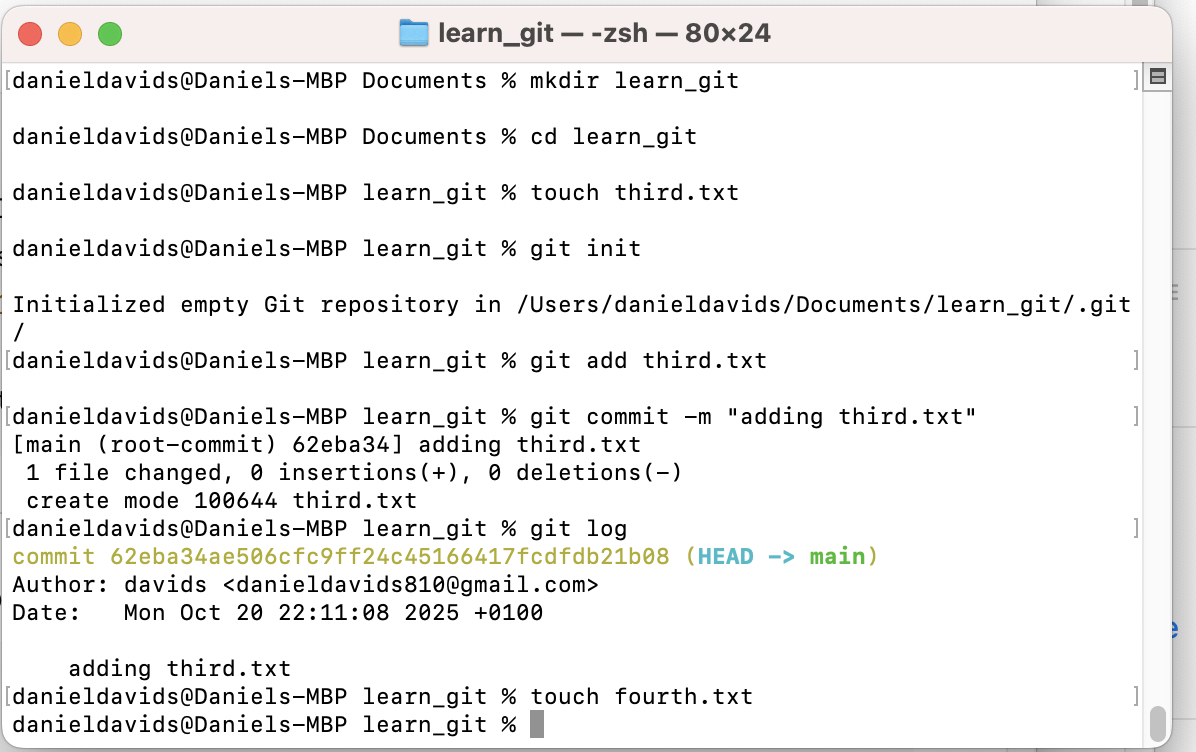 learn_git — -zsh — 80×24
[danieldavids@Daniels-MBP Documents % mkdir learn_git ]
danieldavids@Daniels-MBP Documents % cd learn_git
danieldavids@Daniels-MBP learn_git % touch third.txt
danieldavids@Daniels-MBP learn_git % git init
Initialized empty Git repository in /Users/danieldavids/Documents/learn_git/.git
/
[danieldavids@Daniels-MBP learn_git % git add third.txt ]
[danieldavids@Daniels-MBP learn_git % git commit -m "adding third.txt" ]
[main (root-commit) 62eba34] adding third.txt
 1 file changed, 0 insertions(+), 0 deletions(-)
 create mode 100644 third.txt
[danieldavids@Daniels-MBP learn_git % git log ]
commit 62eba34ae506cfc9ff24c45166417fcdfdb21b08 (HEAD -> main)
Author: davids <danieldavids810@gmail.com>
Date:   Mon Oct 20 22:11:08 2025 +0100
    adding third.txt
[danieldavids@Daniels-MBP learn_git % touch fourth.txt ]
danieldavids@Daniels-MBP learn_git %